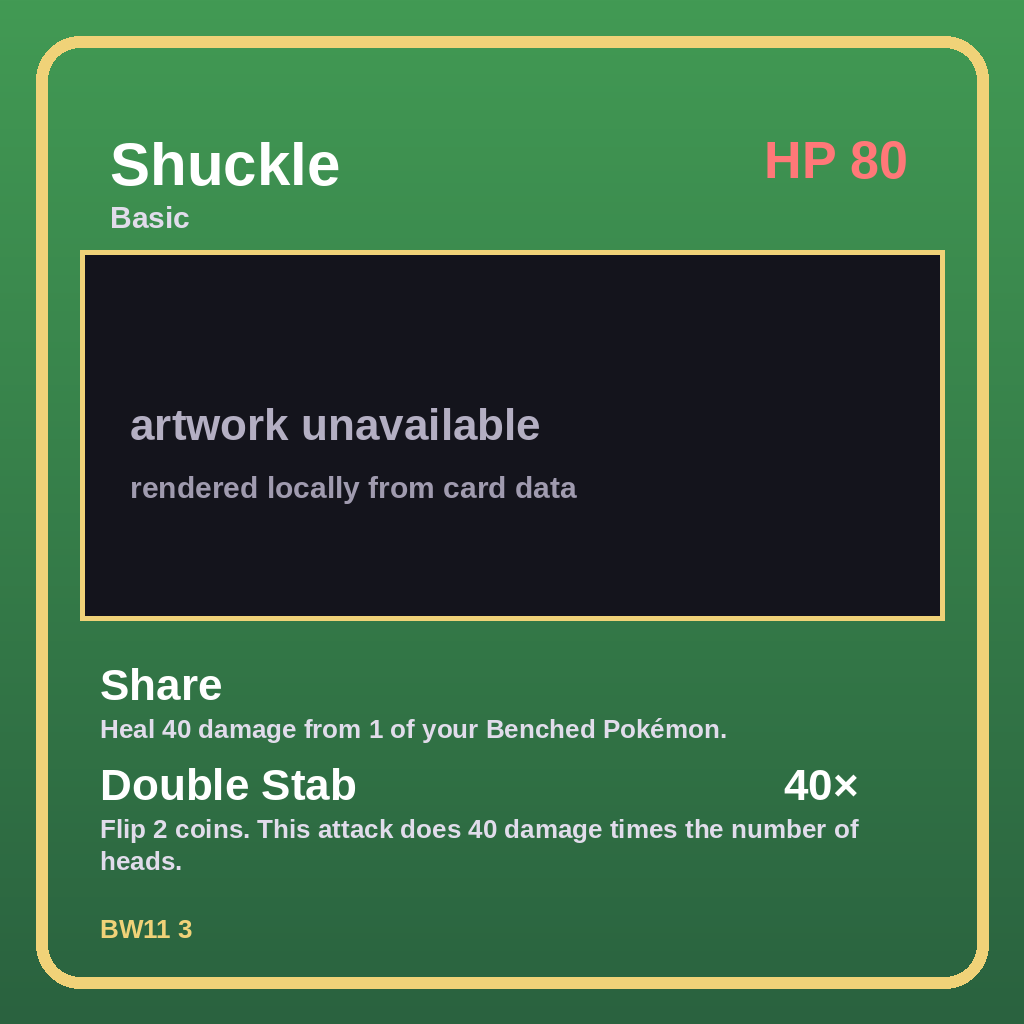 Shuckle
HP 80
Basic
artwork unavailable
rendered locally from card data
Share
Heal 40 damage from 1 of your Benched Pokémon.
Double Stab
40×
Flip 2 coins. This attack does 40 damage times the number of
heads.
BW11 3